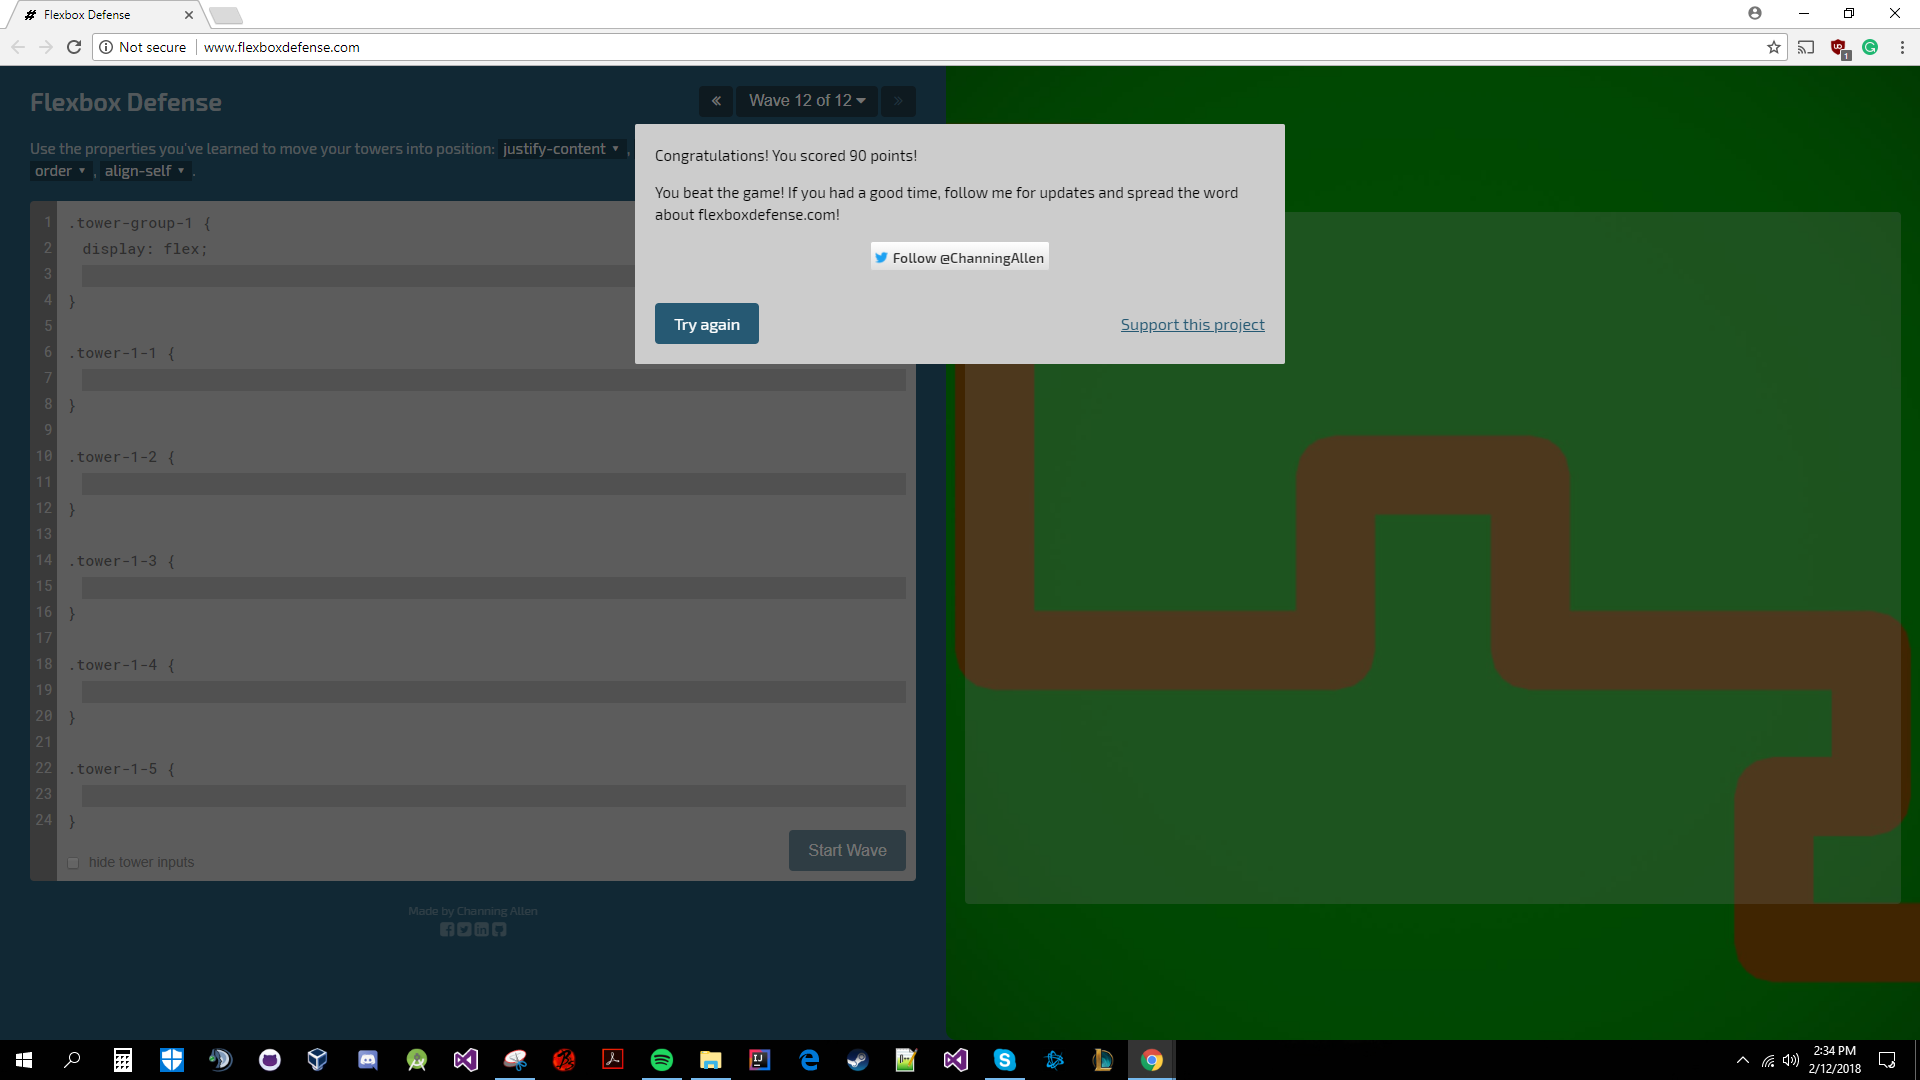 Flexbox Defense
Not secure www.flexboxdefense.com
Flexbox Defense
Wave 12 of 12
Use the properties you've learned to move your towers into position: justify-content ,
order , align-self .
Congratulations! You scored 90 points!
You beat the game! If you had a good time, follow me for updates and spread the word
about flexboxdefense.com!
Follow @ChanningAllen
Try again
Support this project
1 .tower-group-1 {
2 display: flex;
3
4 }
5
6 .tower-1-1 {
7
8 }
9
10 .tower-1-2 {
11
12 }
13
14 .tower-1-3 {
15
16 }
17
18 .tower-1-4 {
19
20 }
21
22 .tower-1-5 {
23
24 }
Start Wave
hide tower inputs
Made by Channing Allen
2:34 PM
2/12/2018